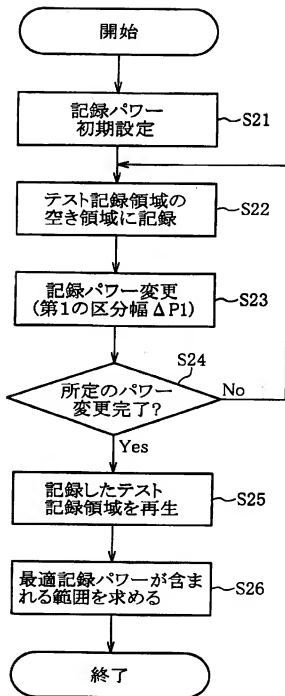 開始
記録パワー
初期設定
S21
テスト記録領域の
空き領域に記録
S22
記録パワー変更
(第1の区分幅ΔP1)
S23
S24
所定のパワー
変更完了?
No
Yes
記録したテスト
記録領域を再生
S25
最適記録パワーが含ま
れる範囲を求める
S26
終了